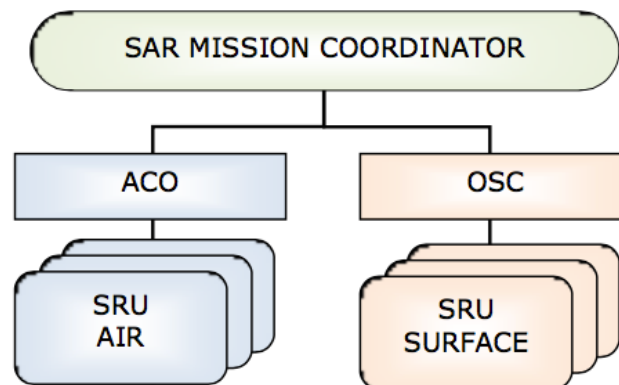 SAR MISSION COORDINATOR
ACO
OSC
SRU
AIR
SRU
SURFACE